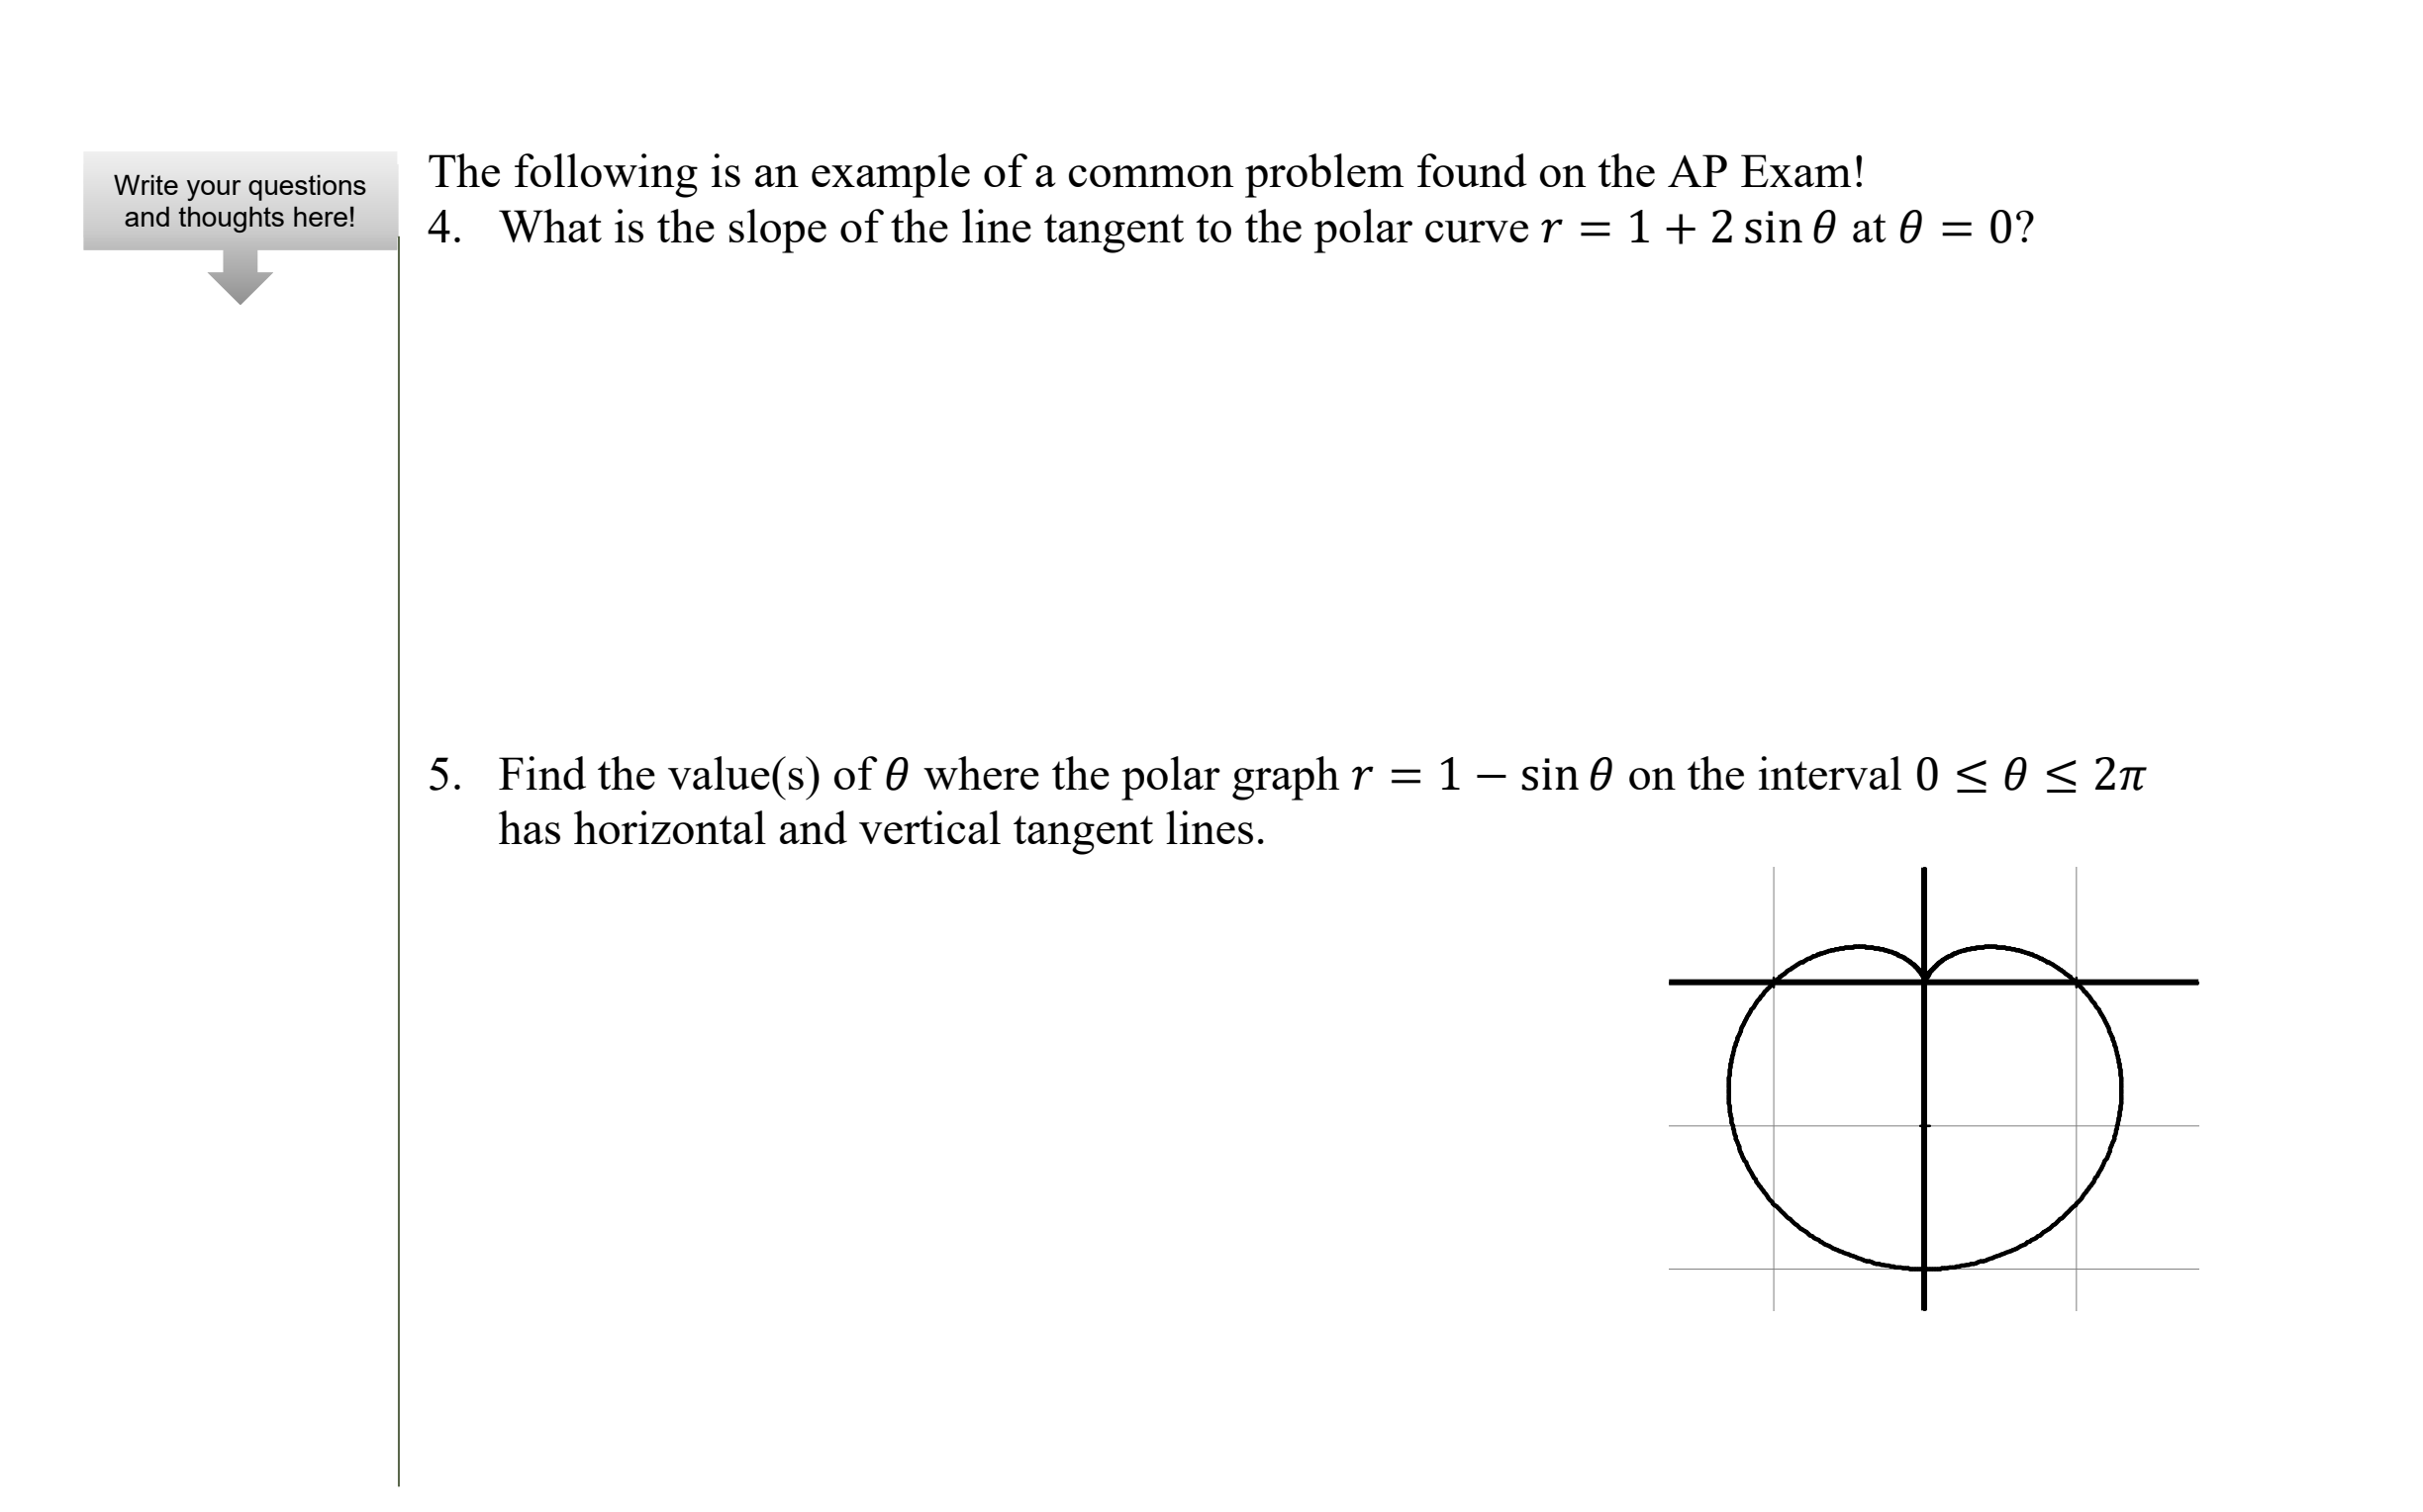 Write your questions
and thoughts here!
The following is an example of a common problem found on the AP Exam!
4. What is the slope of the line tangent to the polar curve r = 1 + 2 sin θ at θ = 0?
5. Find the value(s) of θ where the polar graph r = 1 − sin θ on the interval 0 ≤ θ ≤ 2π
has horizontal and vertical tangent lines.